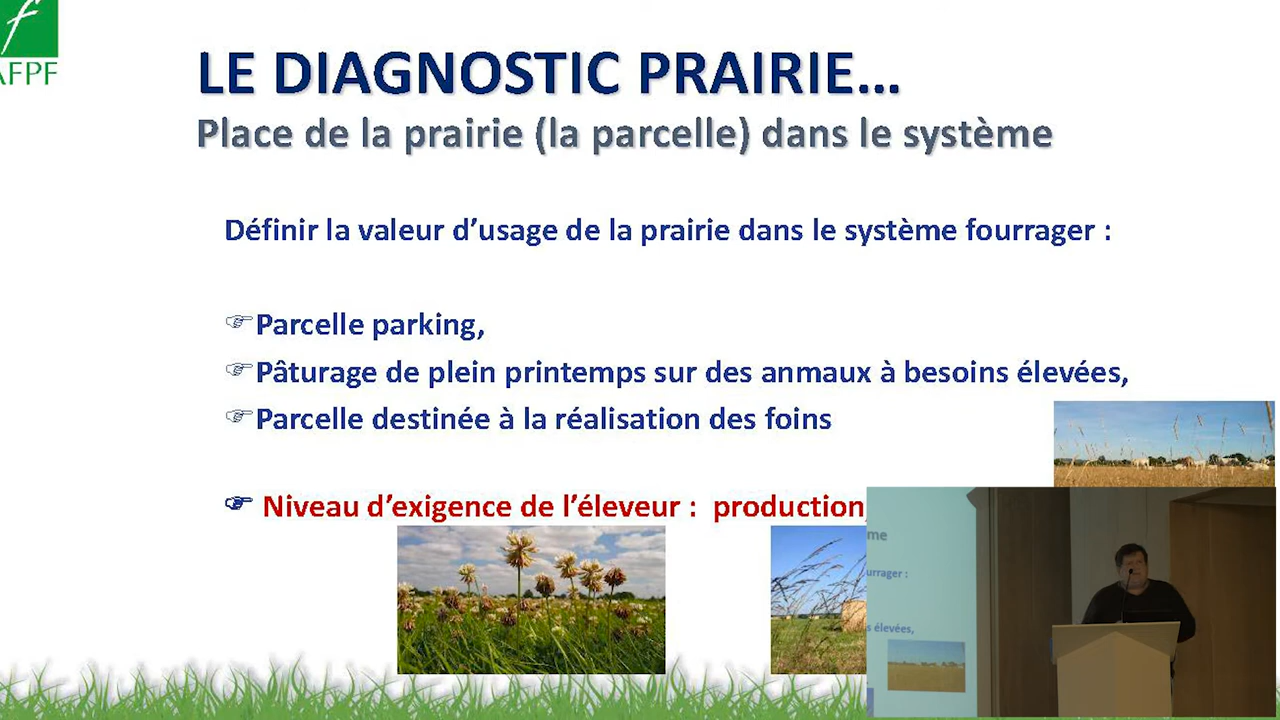 AFPF
LE DIAGNOSTIC PRAIRIE...
Place de la prairie (la parcelle) dans le système
Définir la valeur d’usage de la prairie dans le système fourrager :
☞Parcelle parking,
☞Pâturage de plein printemps sur des anmaux à besoins élevées,
☞Parcelle destinée à la réalisation des foins
☞ Niveau d’exigence de l’éleveur : production,
me
urrager :
s élevées,